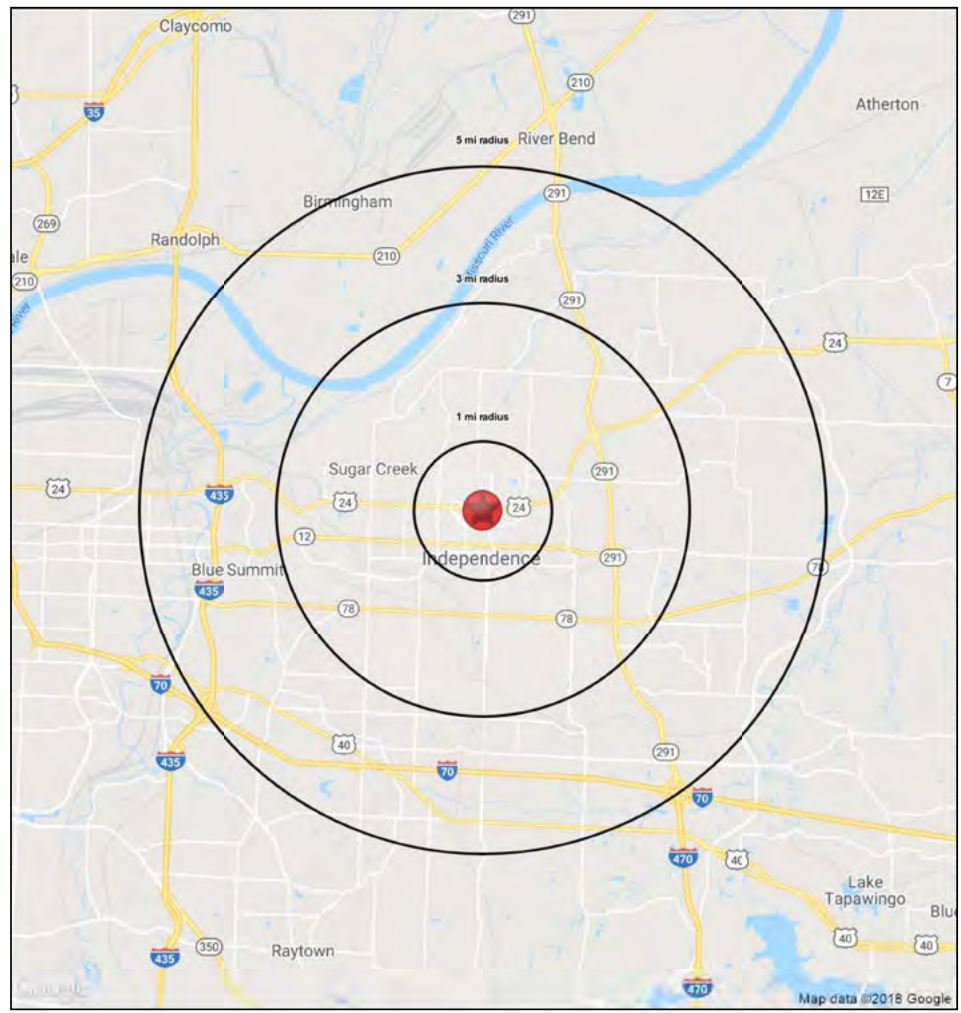 291
Claycomo
210
35
Atherton
5 mi radius
River Bend
291
12E
Birmingham
269
Randolph
210
210
Missouri River
3 mi radius
291
River
24
7
1 mi radius
Sugar Creek
291
24
435
24
24
12
Independence
291
Blue Summit
78
435
78
78
70
40
291
435
70
70
470
40
Lake
Tapawingo
Blue
350
Raytown
40
40
435
470
Map data ©2018 Google